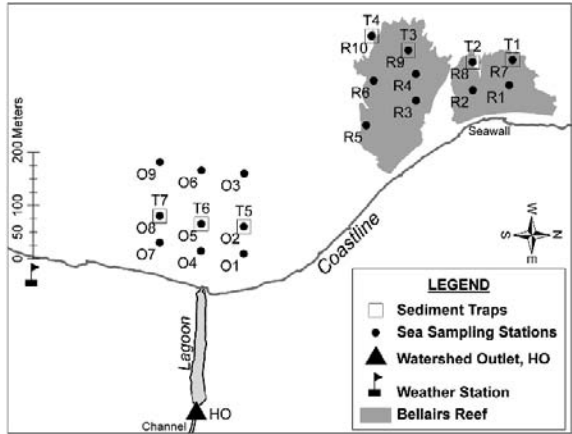 T4
T3
R10
R9
T2
T1
R8
R7
R6
R4
R2
R1
R3
R5
Seawall
200 Meters
100
50
0
O9
O6
O3
T7
T6
T5
O8
O5
O2
O7
O4
O1
Coastline
W
S
N
E
Lagoon
HO
Channel
LEGEND
Sediment Traps
Sea Sampling Stations
Watershed Outlet, HO
Weather Station
Bellairs Reef